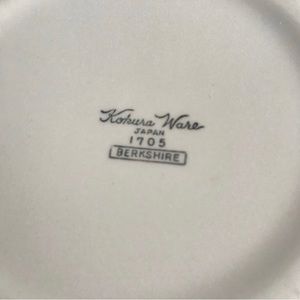 Kokura Ware
JAPAN
1705
BERKSHIRE